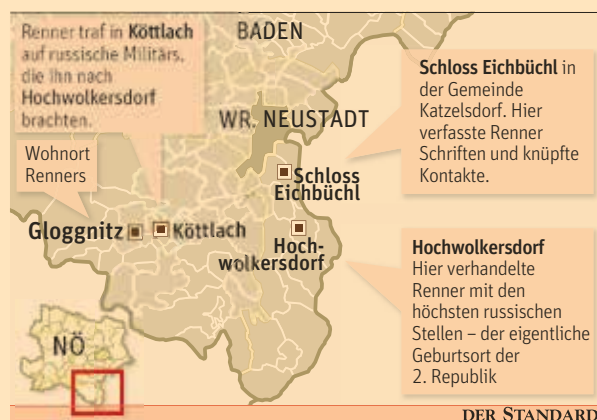 Renner traf in Köttlach
auf russische Militärs,
die ihn nach
Hochwolkersdorf
brachten.
Wohnort
Renners
BADEN
WR. NEUSTADT
Schloss
Eichbüchl
Gloggnitz
Köttlach
Hoch-
wolkersdorf
Schloss Eichbüchl in
der Gemeinde
Katzelsdorf. Hier
verfasste Renner
Schriften und knüpfte
Kontakte.
Hochwolkersdorf
Hier verhandelte
Renner mit den
höchsten russischen
Stellen – der eigentliche
Geburtsort der
2. Republik
NÖ
DER STANDARD